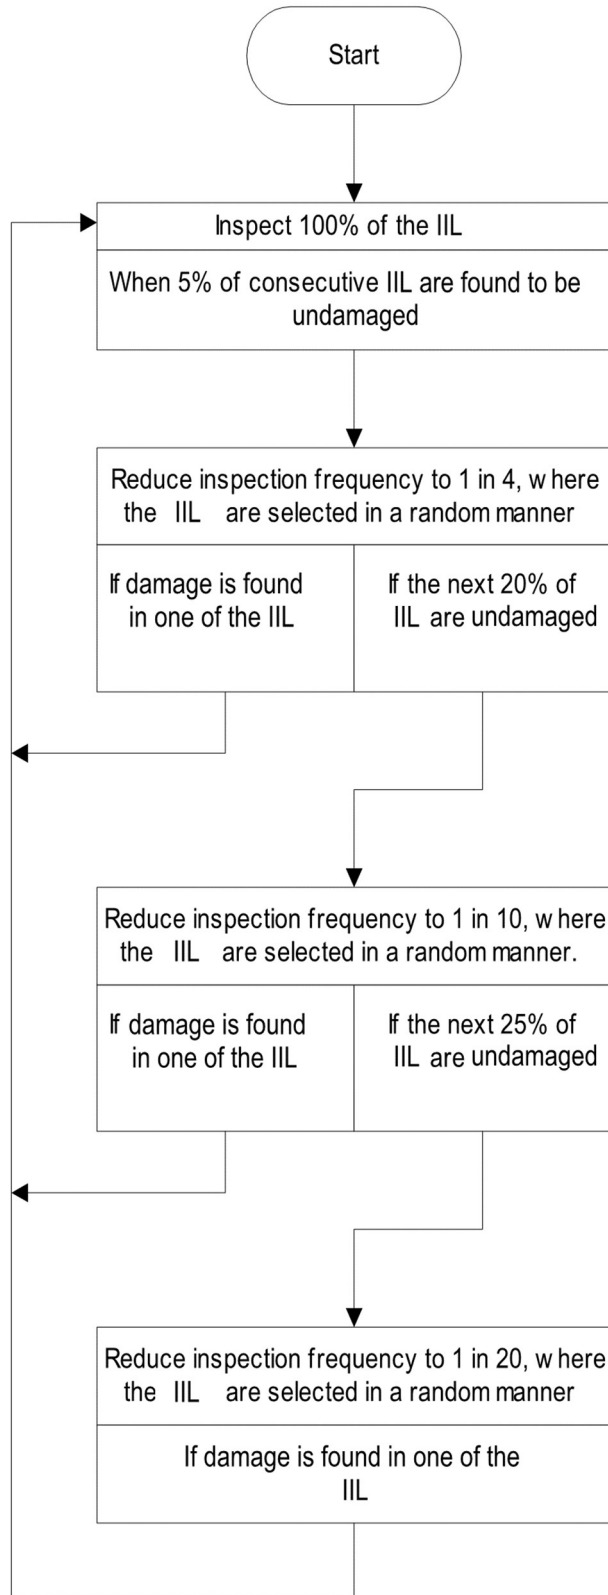 Start
Inspect 100% of the IIL
When 5% of consecutive IIL are found to be
undamaged
Reduce inspection frequency to 1 in 4, where
the IIL are selected in a random manner
If damage is found
in one of the IIL
If the next 20% of
IIL are undamaged
Reduce inspection frequency to 1 in 10, where
the IIL are selected in a random manner.
If damage is found
in one of the IIL
If the next 25% of
IIL are undamaged
Reduce inspection frequency to 1 in 20, where
the IIL are selected in a random manner
If damage is found in one of the
IIL